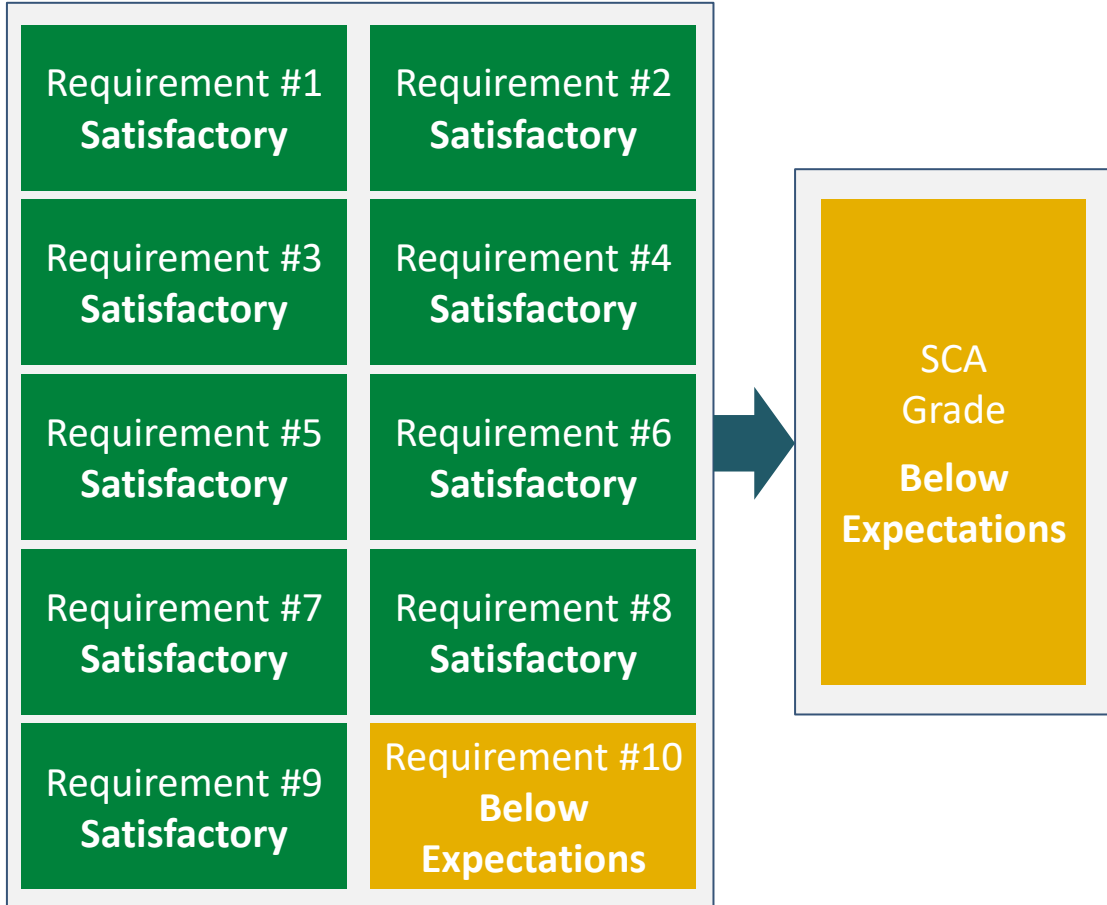 Requirement #1
Satisfactory
Requirement #2
Satisfactory
Requirement #3
Satisfactory
Requirement #4
Satisfactory
Requirement #5
Satisfactory
Requirement #6
Satisfactory
Requirement #7
Satisfactory
Requirement #8
Satisfactory
Requirement #9
Satisfactory
Requirement #10
Below
Expectations
SCA
Grade
Below
Expectations